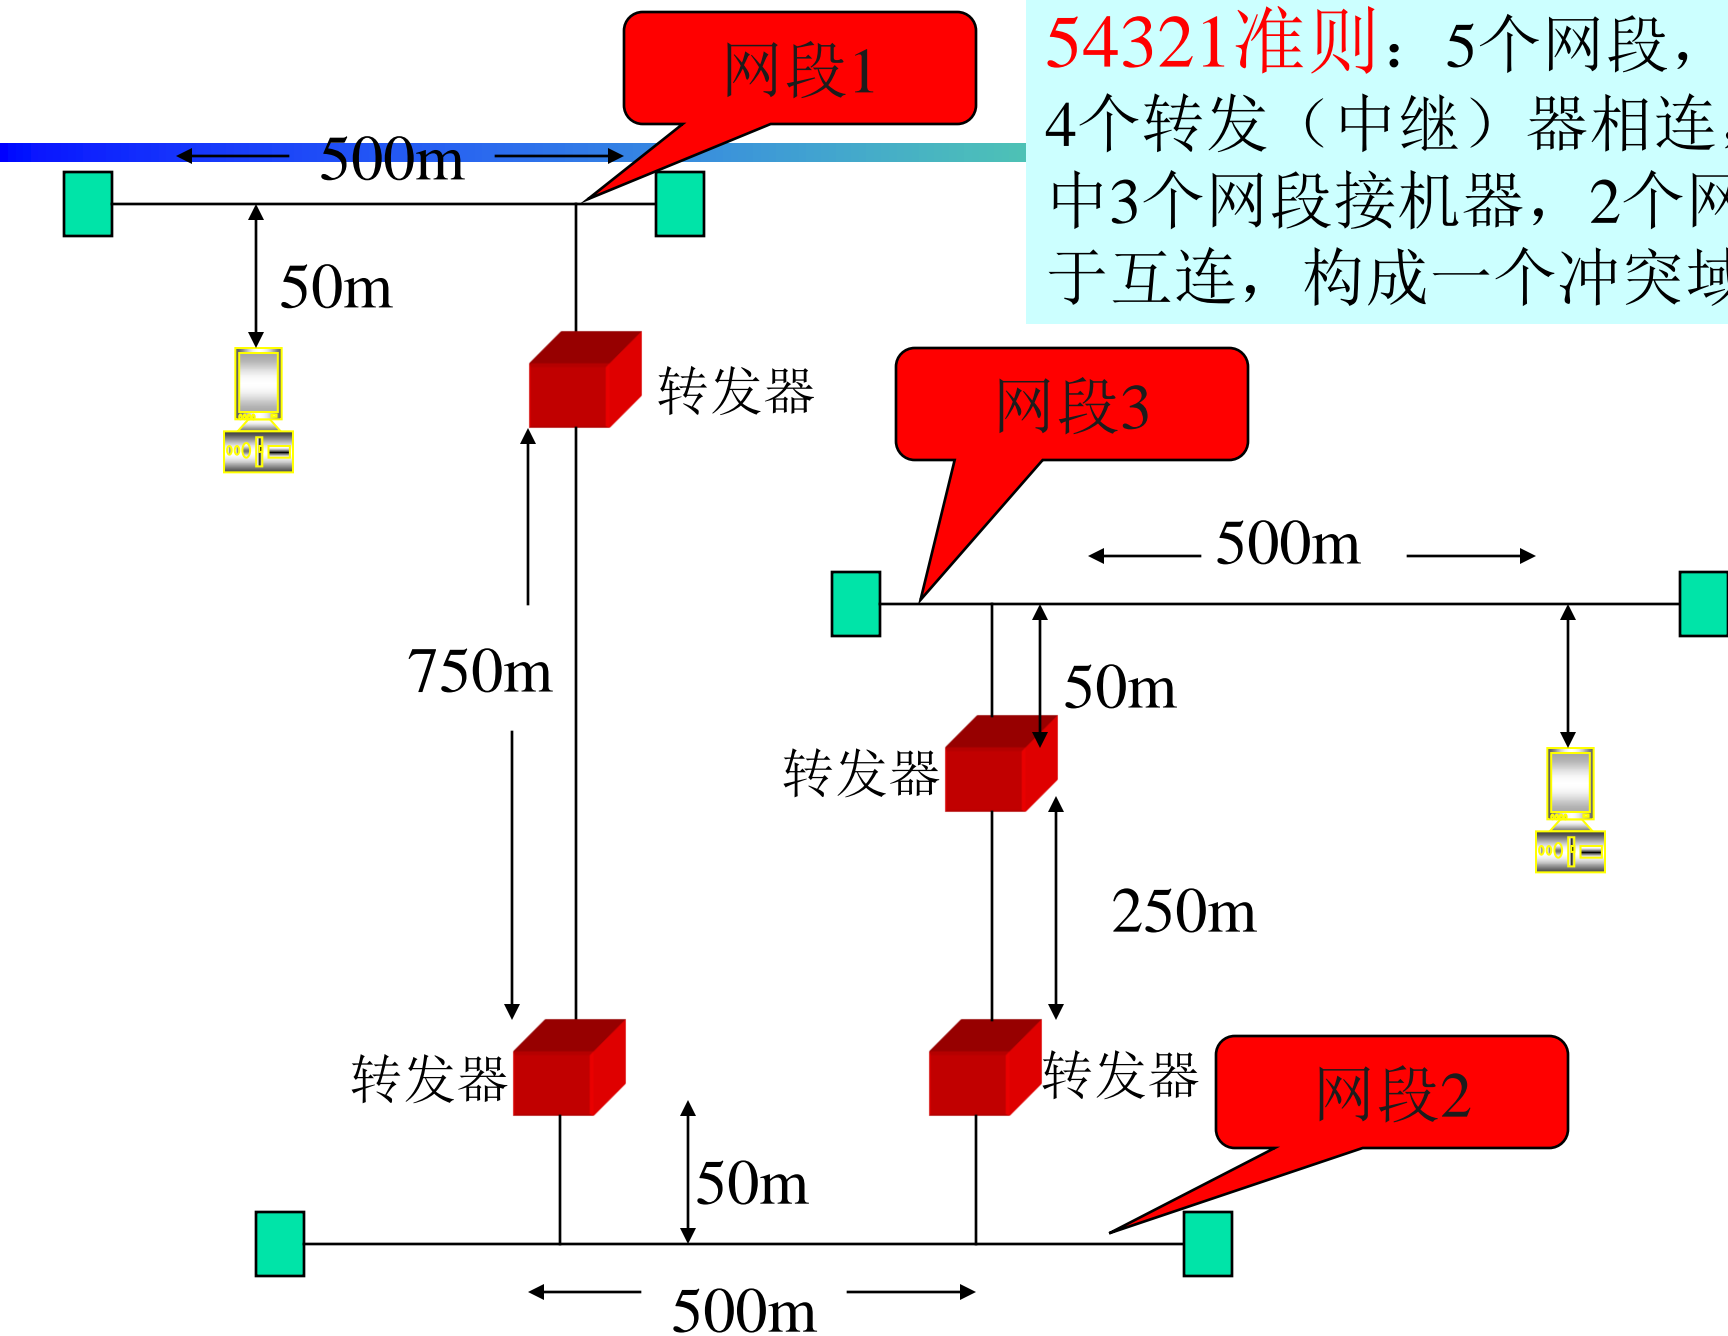 网段1
54321准则：5个网段，
4个转发（中继）器相连，
中3个网段接机器，2个网
于互连，构成一个冲突域
500m
50m
转发器
网段3
500m
750m
50m
转发器
250m
转发器
转发器
网段2
50m
500m